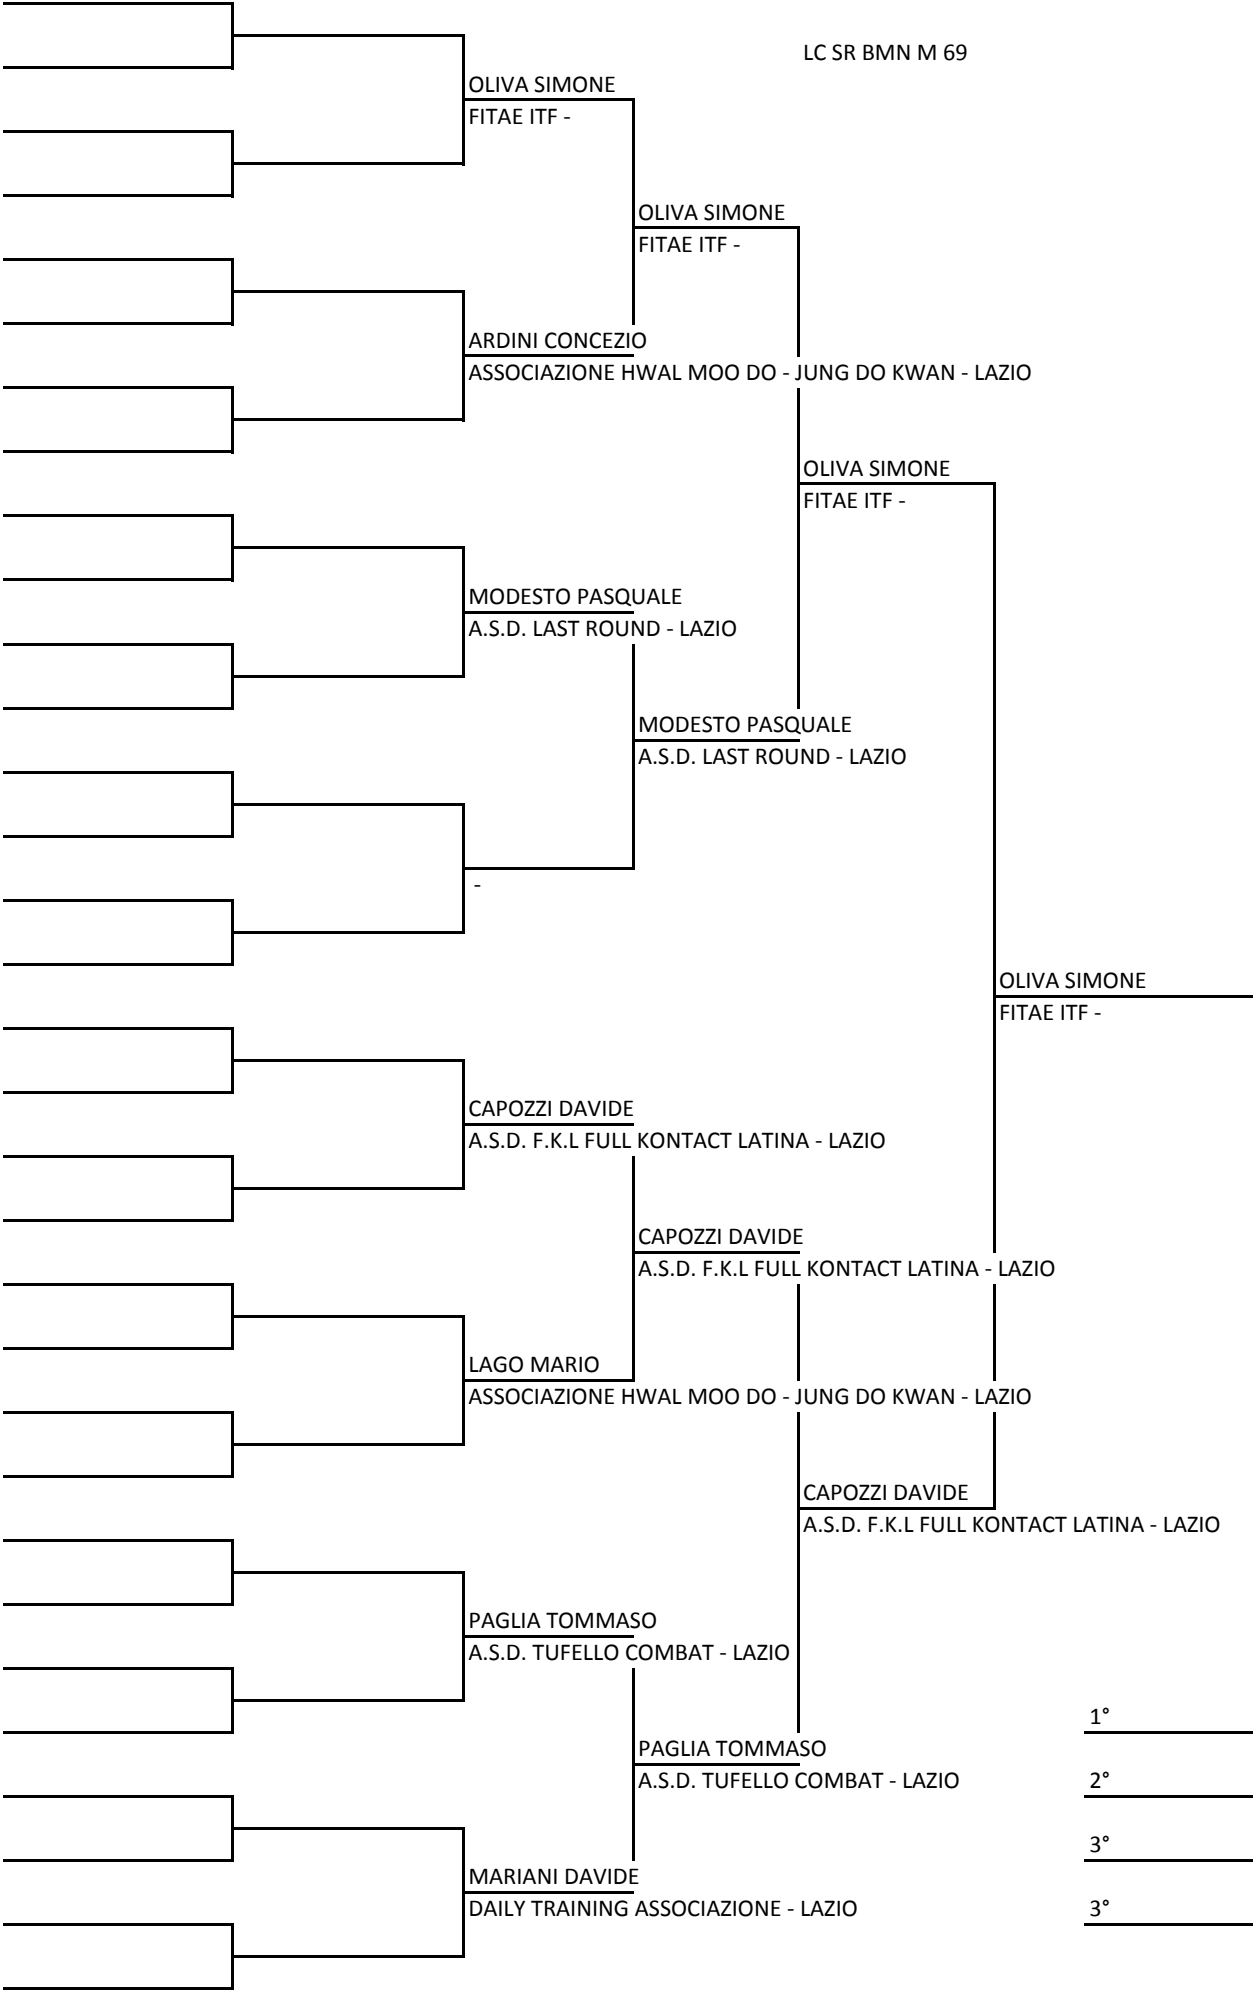 LC SR BMN M 69
OLIVA SIMONE
FITAE ITF -
OLIVA SIMONE
FITAE ITF -
ARDINI CONCEZIO
ASSOCIAZIONE HWAL MOO DO - JUNG DO KWAN - LAZIO
OLIVA SIMONE
FITAE ITF -
MODESTO PASQUALE
A.S.D. LAST ROUND - LAZIO
MODESTO PASQUALE
A.S.D. LAST ROUND - LAZIO
-
OLIVA SIMONE
FITAE ITF -
CAPOZZI DAVIDE
A.S.D. F.K.L FULL KONTACT LATINA - LAZIO
CAPOZZI DAVIDE
A.S.D. F.K.L FULL KONTACT LATINA - LAZIO
LAGO MARIO
ASSOCIAZIONE HWAL MOO DO - JUNG DO KWAN - LAZIO
CAPOZZI DAVIDE
A.S.D. F.K.L FULL KONTACT LATINA - LAZIO
PAGLIA TOMMASO
A.S.D. TUFELLO COMBAT - LAZIO
1°
PAGLIA TOMMASO
A.S.D. TUFELLO COMBAT - LAZIO
2°
3°
MARIANI DAVIDE
DAILY TRAINING ASSOCIAZIONE - LAZIO
3°